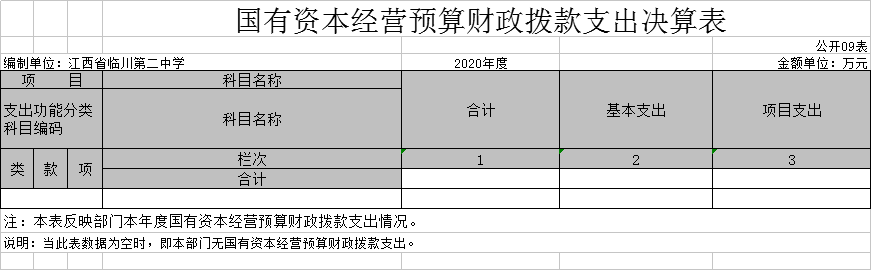 国有资本经营预算财政拨款支出决算表
公开09表
编制单位：江西省临川第二中学 2020年度 金额单位：万元
项 目 科目名称 合计 基本支出 项目支出
支出功能分类
科目编码
科目名称
类 款 项 栏次 1 2 3
合计
注：本表反映部门本年度国有资本经营预算财政拨款支出情况。
说明：当此表数据为空时，即本部门无国有资本经营预算财政拨款支出。